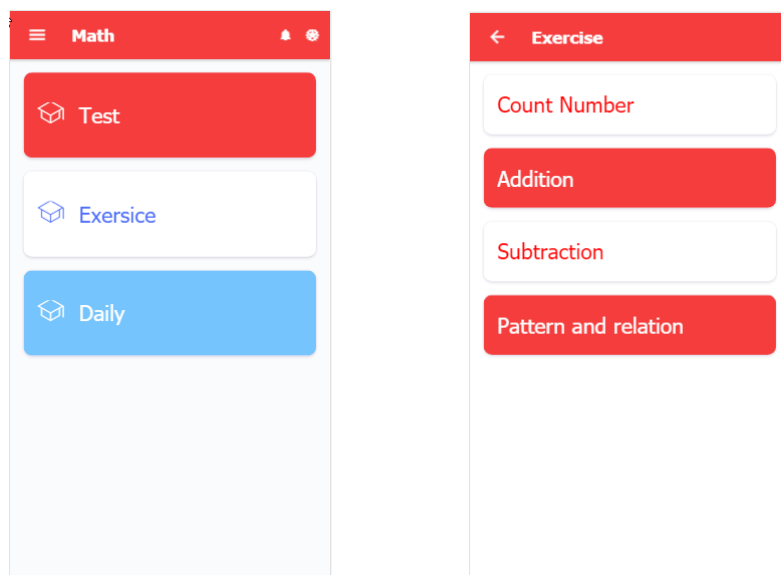 Math
Test
Exersice
Daily
Exercise
Count Number
Addition
Subtraction
Pattern and relation